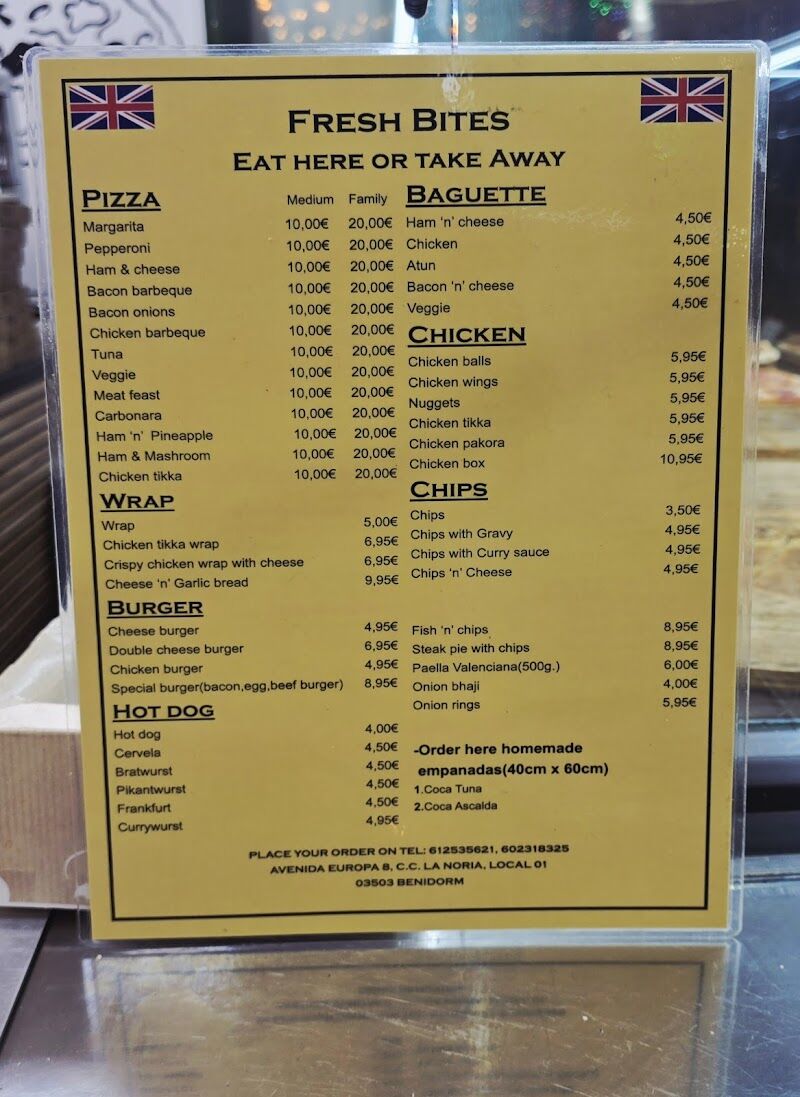 FRESH BITES
EAT HERE OR TAKE AWAY
PIZZA Medium Family
Margarita 10,00€ 20,00€
Pepperoni 10,00€ 20,00€
Ham & cheese 10,00€ 20,00€
Bacon barbeque 10,00€ 20,00€
Bacon onions 10,00€ 20,00€
Chicken barbeque 10,00€ 20,00€
Tuna 10,00€ 20,00€
Veggie 10,00€ 20,00€
Meat feast 10,00€ 20,00€
Carbonara 10,00€ 20,00€
Ham 'n' Pineapple 10,00€ 20,00€
Ham & Mashroom 10,00€ 20,00€
Chicken tikka 10,00€ 20,00€
WRAP
Wrap 5,00€
Chicken tikka wrap 6,95€
Crispy chicken wrap with cheese 6,95€
Cheese 'n' Garlic bread 9,95€
BURGER
Cheese burger 4,95€
Double cheese burger 6,95€
Chicken burger 4,95€
Special burger(bacon,egg,beef burger) 8,95€
HOT DOG
Hot dog 4,00€
Cervela 4,50€
Bratwurst 4,50€
Pikantwurst 4,50€
Frankfurt 4,50€
Currywurst 4,95€
BAGUETTE
Ham 'n' cheese 4,50€
Chicken 4,50€
Atun 4,50€
Bacon 'n' cheese 4,50€
Veggie 4,50€
CHICKEN
Chicken balls 5,95€
Chicken wings 5,95€
Nuggets 5,95€
Chicken tikka 5,95€
Chicken pakora 5,95€
Chicken box 10,95€
CHIPS
Chips 3,50€
Chips with Gravy 4,95€
Chips with Curry sauce 4,95€
Chips 'n' Cheese 4,95€
Fish 'n' chips 8,95€
Steak pie with chips 8,95€
Paella Valenciana(500g.) 6,00€
Onion bhaji 4,00€
Onion rings 5,95€
-Order here homemade
empanadas(40cm x 60cm)
1.Coca Tuna
2.Coca Ascalda
PLACE YOUR ORDER ON TEL: 612535621, 602318325
AVENIDA EUROPA 8, C.C. LA NORIA, LOCAL 01
03503 BENIDORM